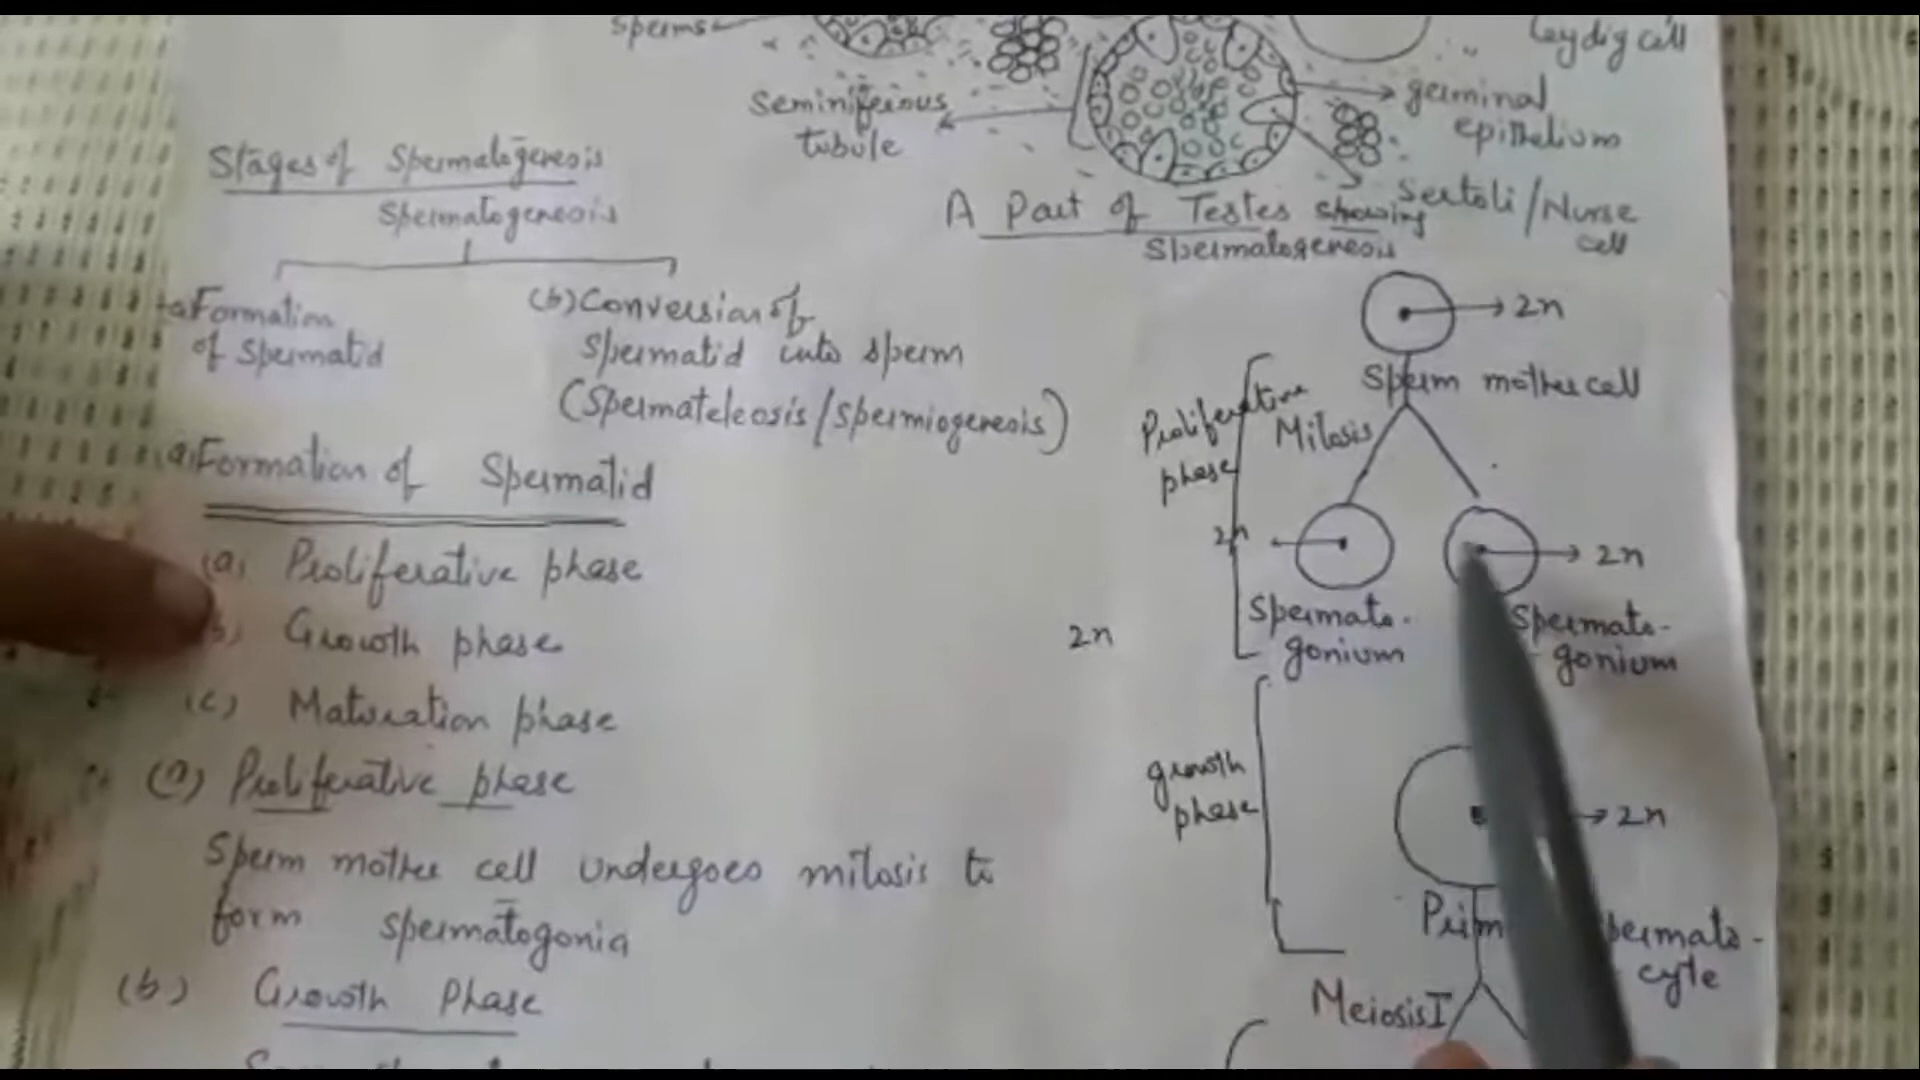 Sperms
Leydig cell
Seminiferous
tubule
germinal
epithelium
Sertoli/Nurse
cell
A Part of Testes showing
Spermatogenesis
Stages of Spermatogenesis
Spermatogenesis
(a) Formation
of Spermatid
(b) Conversion of
Spermatid into sperm
(Spermateleosis/Spermiogenesis)
(a) Formation of Spermatid
(a) Proliferative phase
(b) Growth phase
(c) Maturation phase
(a) Proliferative phase
Sperm mother cell undergoes mitosis to
form spermatogonia
(b) Growth Phase
2n
Sperm mother cell
Proliferative
phase
Mitosis
2n
2n
Spermato-
gonium
Spermato-
gonium
2n
growth
phase
2n
Prim permato-
cyte
Meiosis I